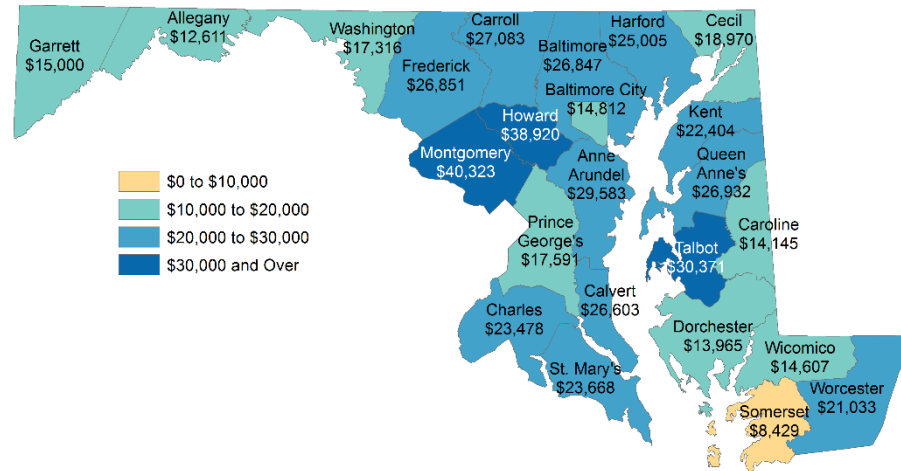 Garrett
$15,000
Allegany
$12,611
Washington
$17,316
Frederick
$26,851
Carroll
$27,083
Baltimore
$26,847
Harford
$25,005
Cecil
$18,970
Baltimore City
$14,812
Howard
$38,920
Montgomery
$40,323
Anne
Arundel
$29,583
Kent
$22,404
Queen
Anne's
$26,932
Prince
George's
$17,591
Talbot
$30,371
Caroline
$14,145
Calvert
$26,603
Charles
$23,478
St. Mary's
$23,668
Dorchester
$13,965
Wicomico
$14,607
Worcester
$21,033
Somerset
$8,429
$0 to $10,000
$10,000 to $20,000
$20,000 to $30,000
$30,000 and Over